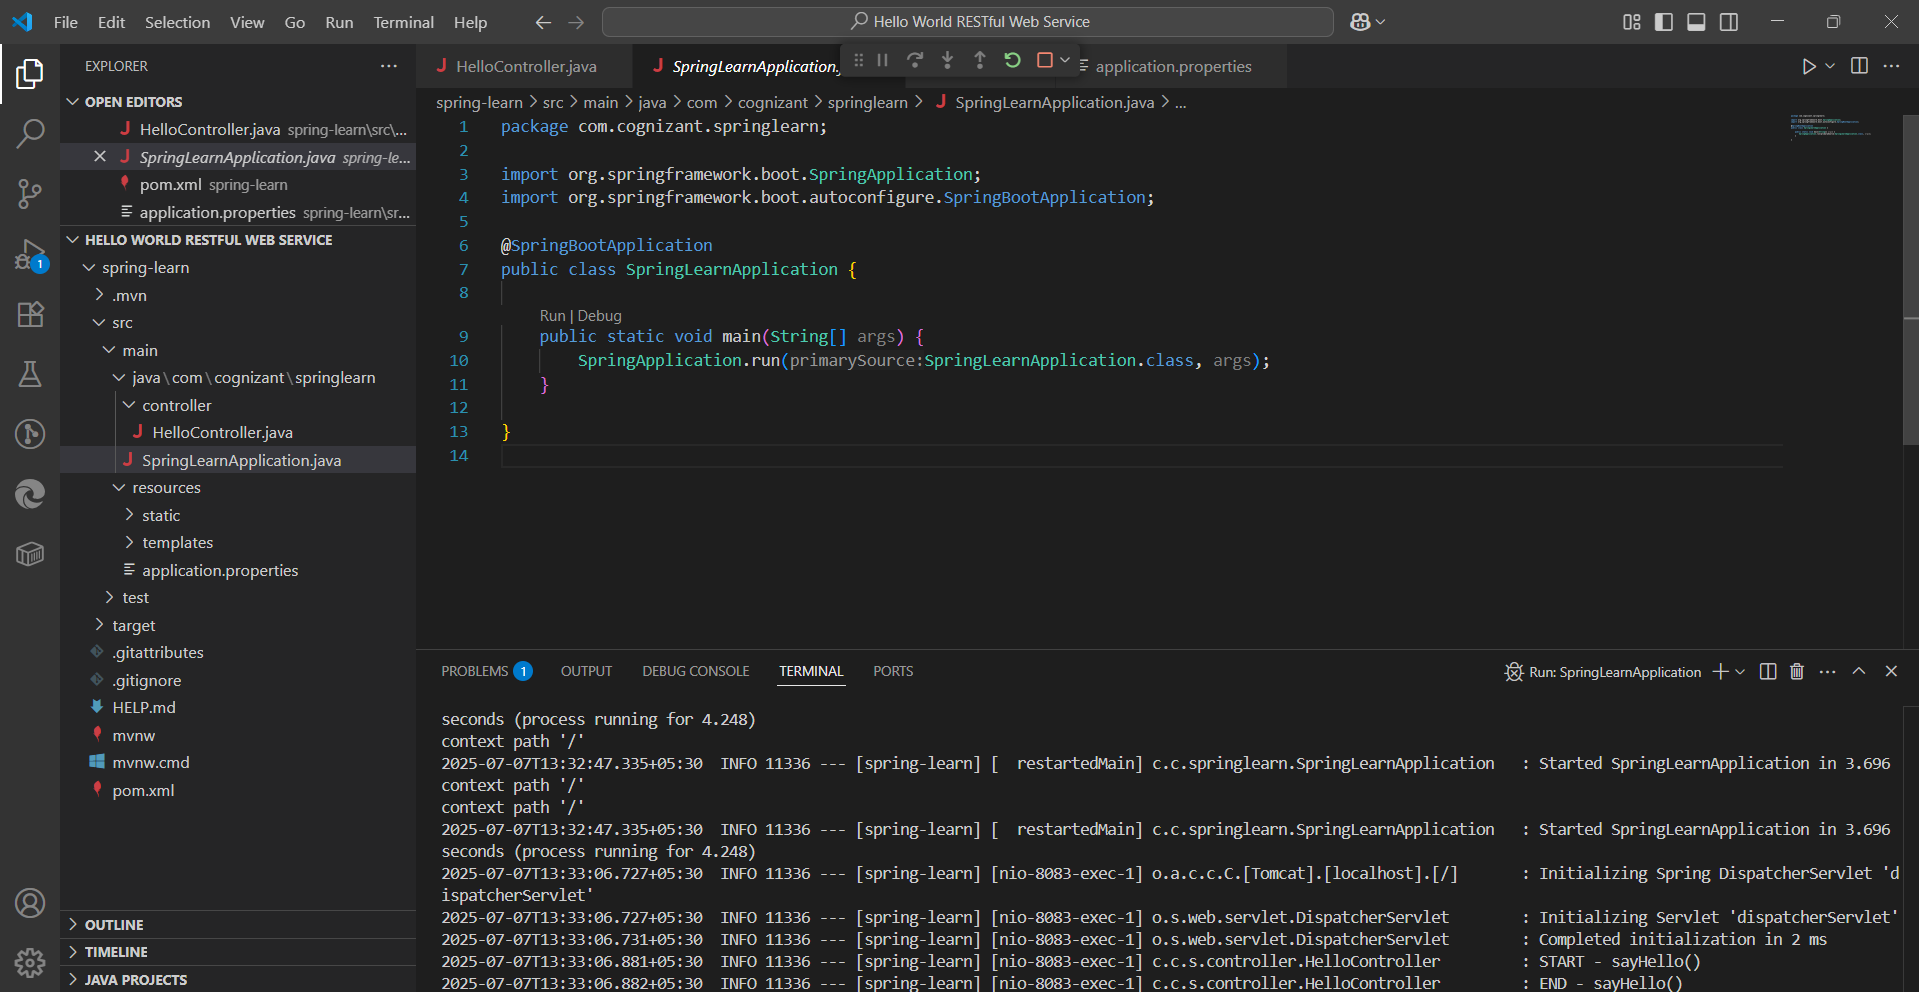 File Edit Selection View Go Run Terminal Help
Hello World RESTful Web Service
EXPLORER
OPEN EDITORS
HelloController.java spring-learn\src\...
SpringLearnApplication.java spring-le...
pom.xml spring-learn
application.properties spring-learn\sr...
HELLO WORLD RESTFUL WEB SERVICE
spring-learn
.mvn
src
main
java\com\cognizant\springlearn
controller
HelloController.java
SpringLearnApplication.java
resources
static
templates
application.properties
test
target
.gitattributes
.gitignore
HELP.md
mvnw
mvnw.cmd
pom.xml
OUTLINE
TIMELINE
JAVA PROJECTS
1
HelloController.java
SpringLearnApplication.j
application.properties
spring-learn > src > main > java > com > cognizant > springlearn > SpringLearnApplication.java > ...
1 package com.cognizant.springlearn;
2
3 import org.springframework.boot.SpringApplication;
4 import org.springframework.boot.autoconfigure.SpringBootApplication;
5
6 @SpringBootApplication
7 public class SpringLearnApplication {
8
Run | Debug
9 public static void main(String[] args) {
10 SpringApplication.run(primarySource:SpringLearnApplication.class, args);
11 }
12
13 }
14
PROBLEMS 1 OUTPUT DEBUG CONSOLE TERMINAL PORTS
Run: SpringLearnApplication
seconds (process running for 4.248)
context path '/'
2025-07-07T13:32:47.335+05:30 INFO 11336 --- [spring-learn] [ restartedMain] c.c.springlearn.SpringLearnApplication : Started SpringLearnApplication in 3.696
context path '/'
context path '/'
2025-07-07T13:32:47.335+05:30 INFO 11336 --- [spring-learn] [ restartedMain] c.c.springlearn.SpringLearnApplication : Started SpringLearnApplication in 3.696
seconds (process running for 4.248)
2025-07-07T13:33:06.727+05:30 INFO 11336 --- [spring-learn] [nio-8083-exec-1] o.a.c.c.C.[Tomcat].[localhost].[/] : Initializing Spring DispatcherServlet 'd
ispatcherServlet'
2025-07-07T13:33:06.727+05:30 INFO 11336 --- [spring-learn] [nio-8083-exec-1] o.s.web.servlet.DispatcherServlet : Initializing Servlet 'dispatcherServlet'
2025-07-07T13:33:06.731+05:30 INFO 11336 --- [spring-learn] [nio-8083-exec-1] o.s.web.servlet.DispatcherServlet : Completed initialization in 2 ms
2025-07-07T13:33:06.881+05:30 INFO 11336 --- [spring-learn] [nio-8083-exec-1] c.c.s.controller.HelloController : START - sayHello()
2025-07-07T13:33:06.882+05:30 INFO 11336 --- [spring-learn] [nio-8083-exec-1] c.c.s.controller.HelloController : END - sayHello()